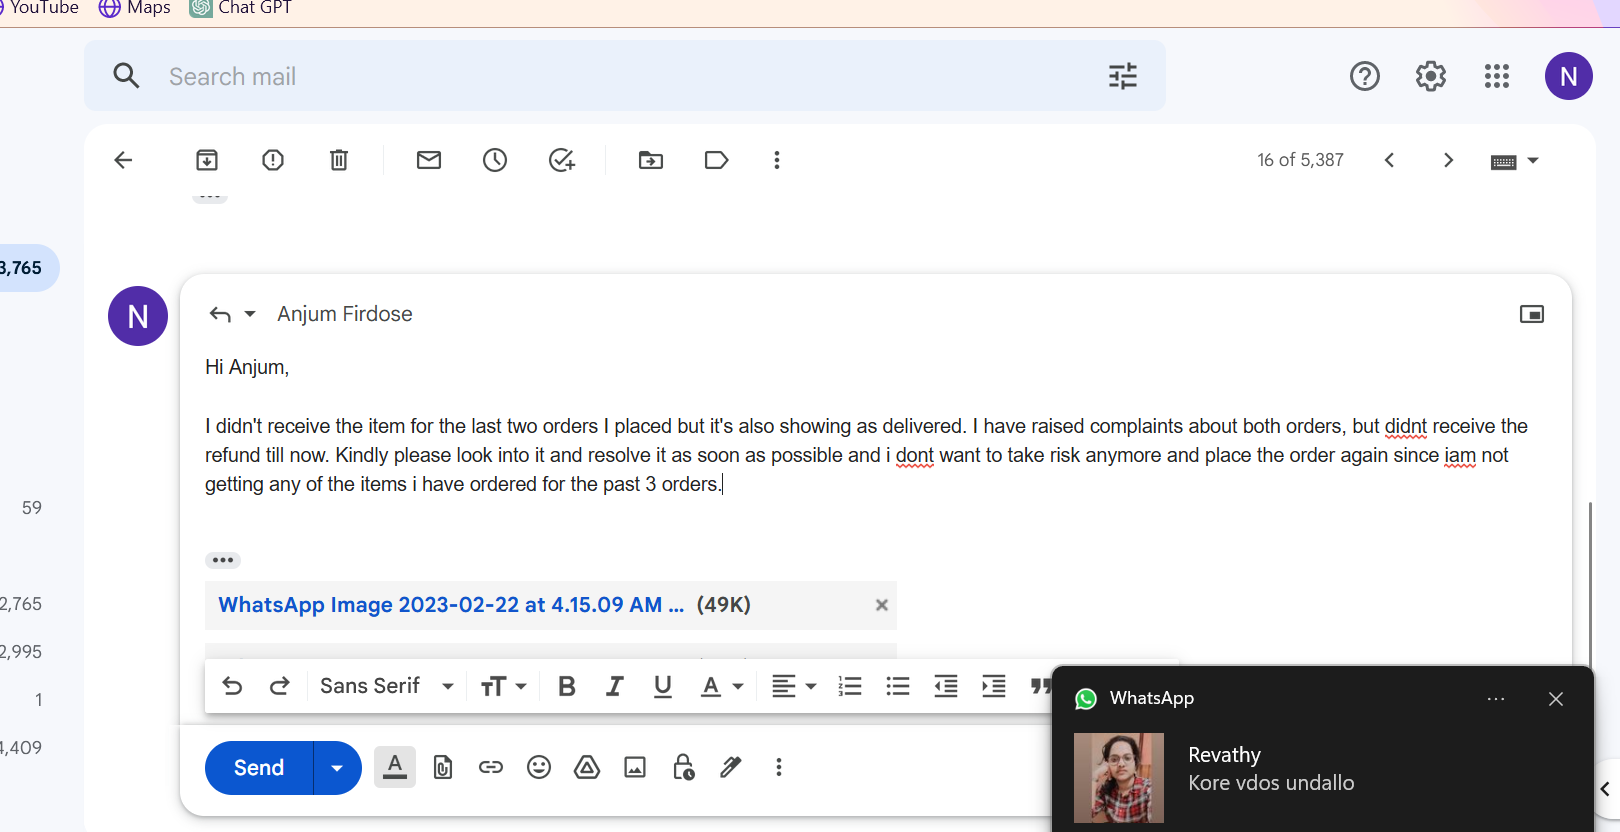 YouTube Maps Chat GPT
Search mail
N
16 of 5,387
3,765
N
Anjum Firdose
Hi Anjum,
I didn't receive the item for the last two orders I placed but it's also showing as delivered. I have raised complaints about both orders, but didnt receive the
refund till now. Kindly please look into it and resolve it as soon as possible and i dont want to take risk anymore and place the order again since iam not
getting any of the items i have ordered for the past 3 orders.
59
WhatsApp Image 2023-02-22 at 4.15.09 AM ... (49K)
2,765
2,995
Sans Serif
1
WhatsApp
4,409
Send
Revathy
Kore vdos undallo